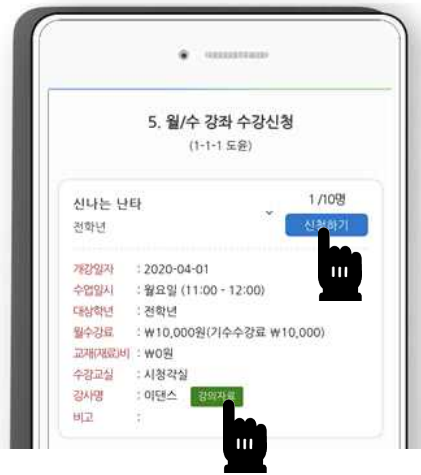 5. 월/수 강좌 수강신청
(1-1-1 도윤)
신나는 난타
1 /10명
전학년
신청하기
개강일자 : 2020-04-01
수업일시 : 월요일 (11:00 - 12:00)
대상학년 : 전학년
월수강료 : ₩10,000원(기수수강료 ₩10,000)
교재(재료)비 : ₩0원
수강교실 : 시청각실
강사명 : 이댄스 강의자료
비고 :